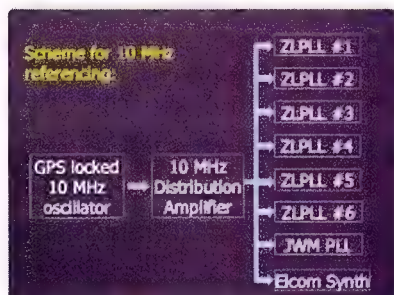 Scheme for 10 MHz
referencing:
GPS locked
10 MHz
oscillator
10 MHz
Distribution
Amplifier
ZLPLL #1
ZLPLL #2
ZLPLL #3
ZLPLL #4
ZLPLL #5
ZLPLL #6
JWM PLL
Elcom Synth